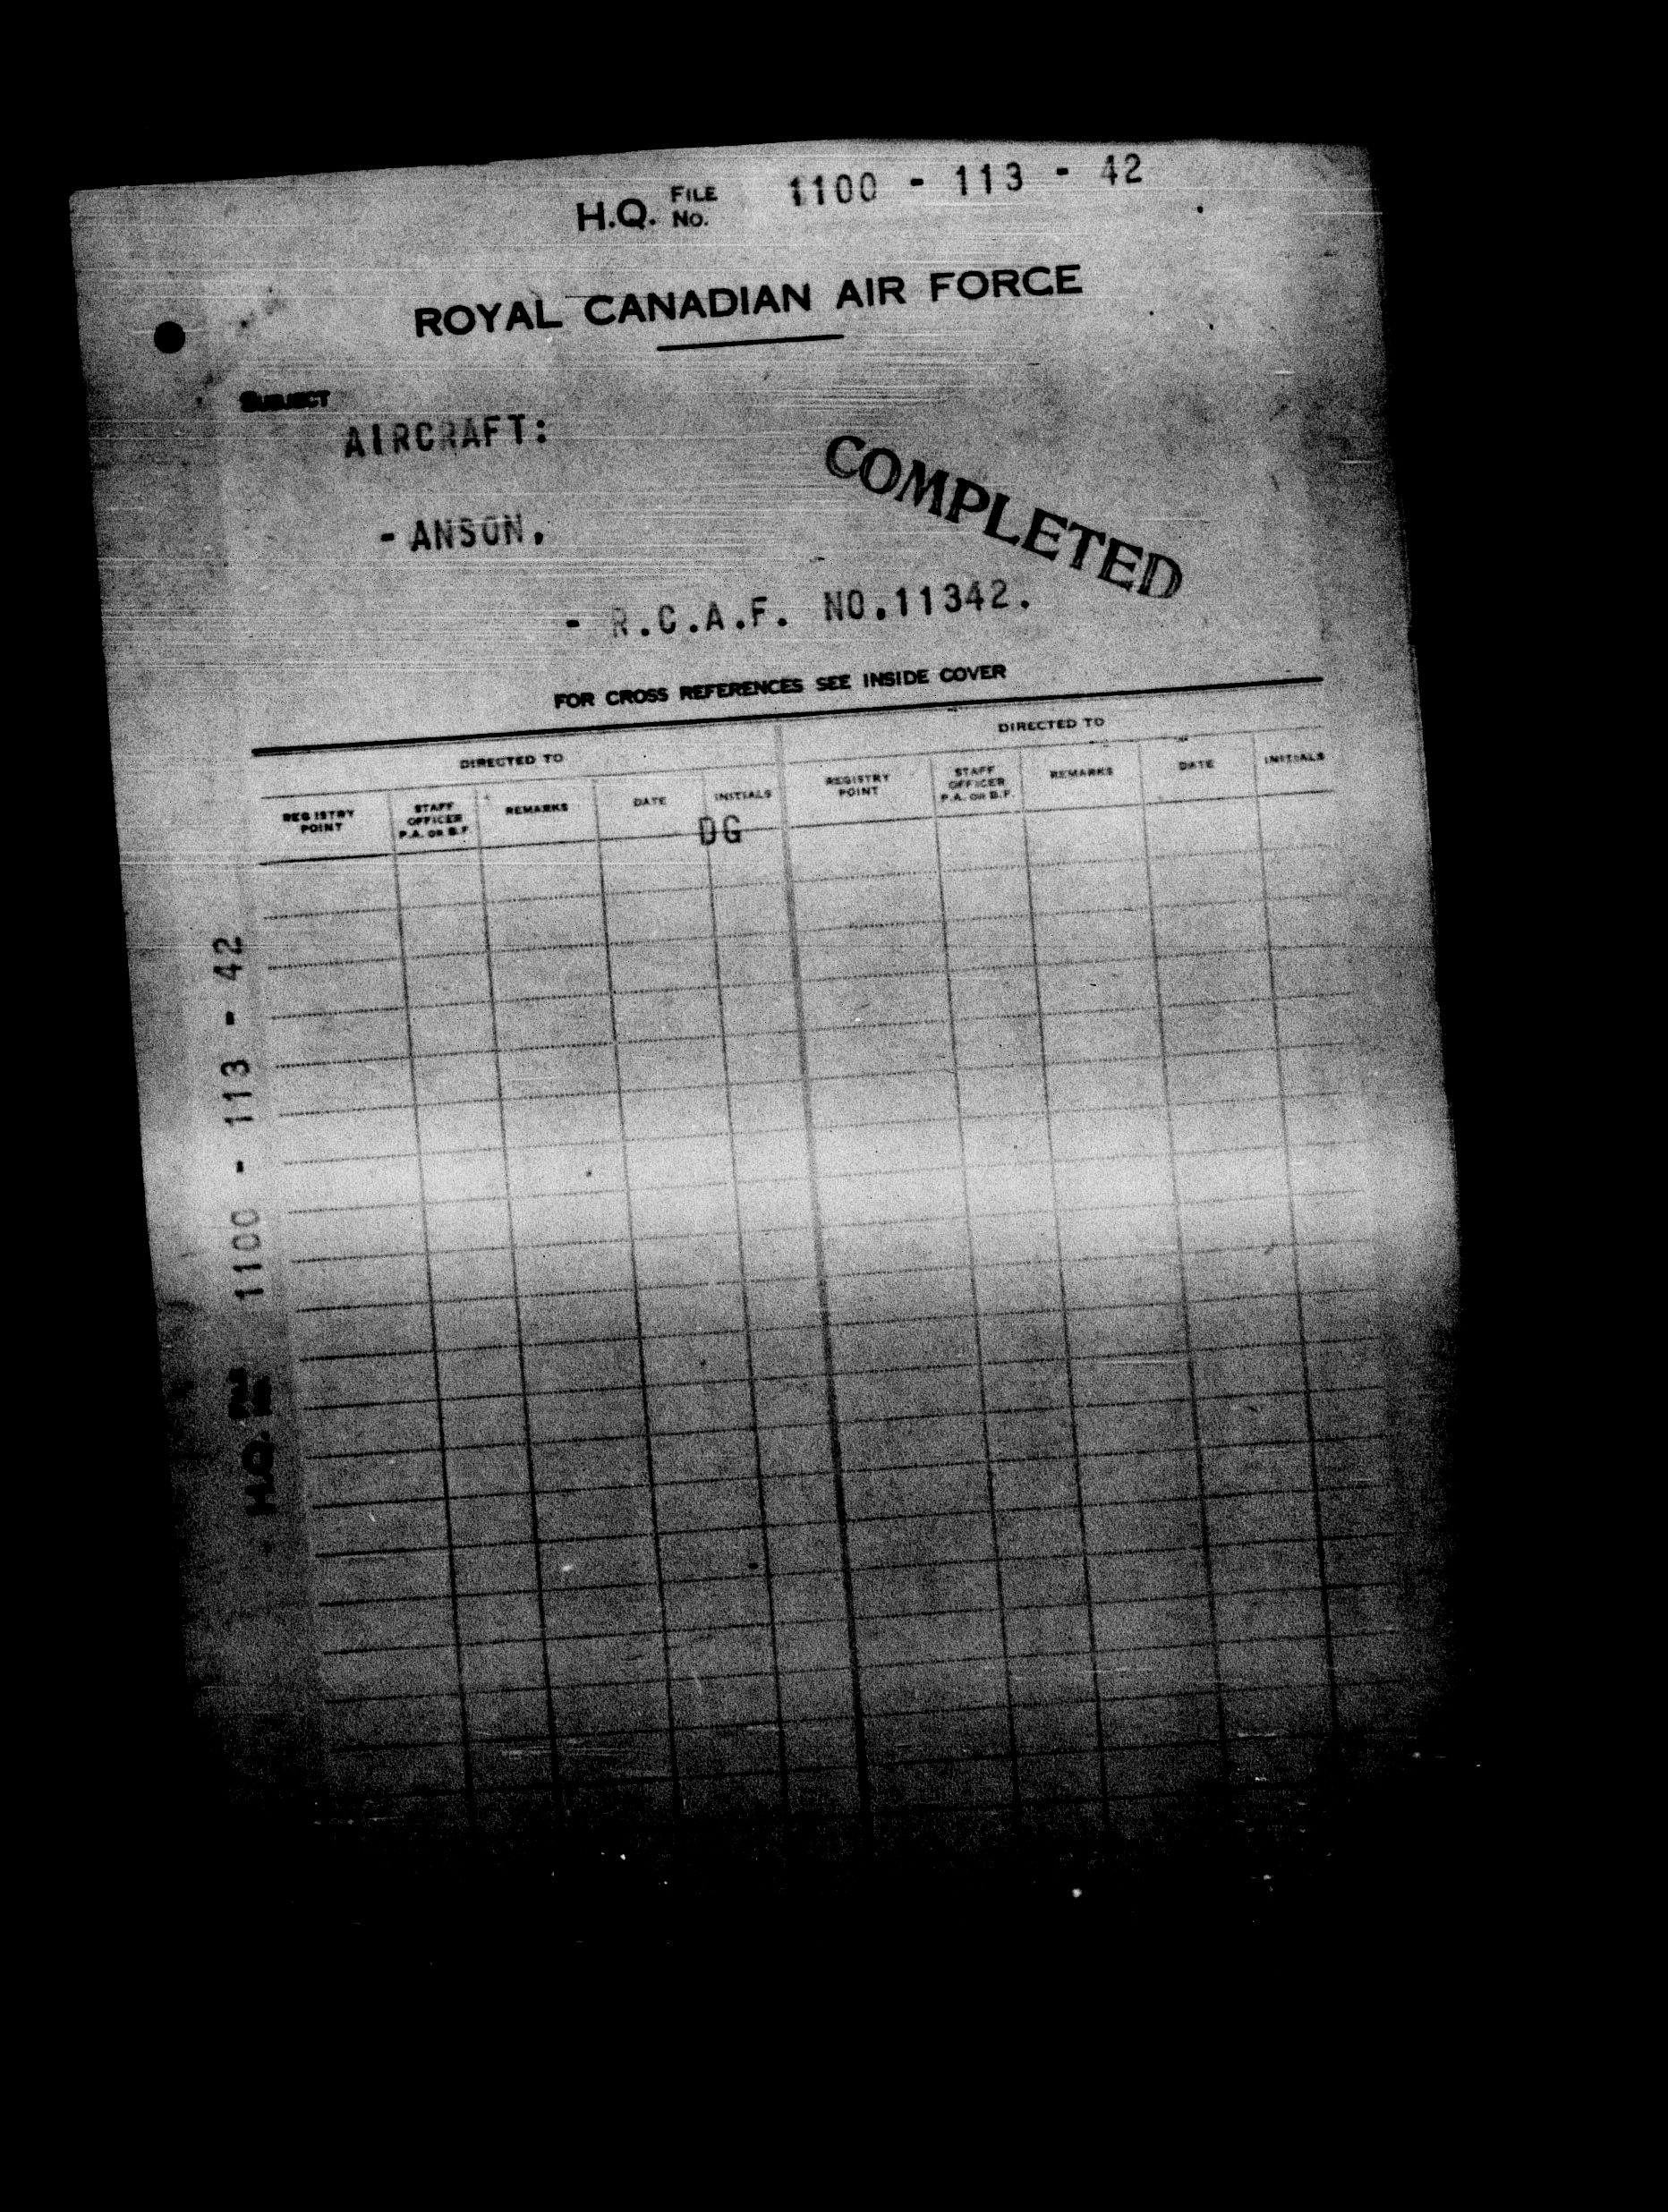 H.Q. FILE NO. 1100 - 113 - 42
ROYAL CANADIAN AIR FORCE
SUBJECT
AIRCRAFT:
COMPLETED
- ANSON.
- R.C.A.F. NO.11342.
FOR CROSS REFERENCES SEE INSIDE COVER
DIRECTED TO DIRECTED TO
REGISTRY POINT STAFF OFFICER P.A. OR B.F. REMARKS DATE INITIALS REGISTRY POINT STAFF OFFICER P.A. OR B.F. REMARKS DATE INITIALS
DG
H.Q. FILE NO. 1100 - 113 - 42